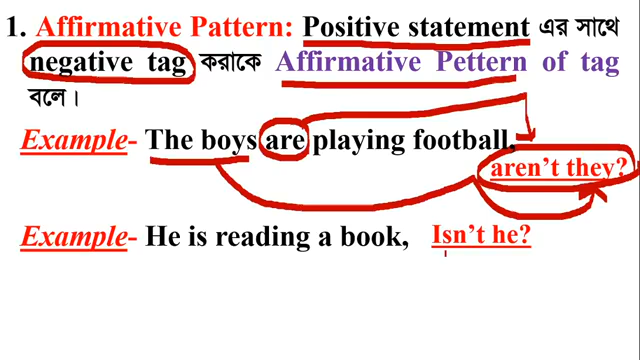 1. Affirmative Pattern: Positive statement এর সাথে
negative tag করাকে Affirmative Pettern of tag
বলে।
Example- The boys are playing football,
aren't they?
Example- He is reading a book, Isn't he?